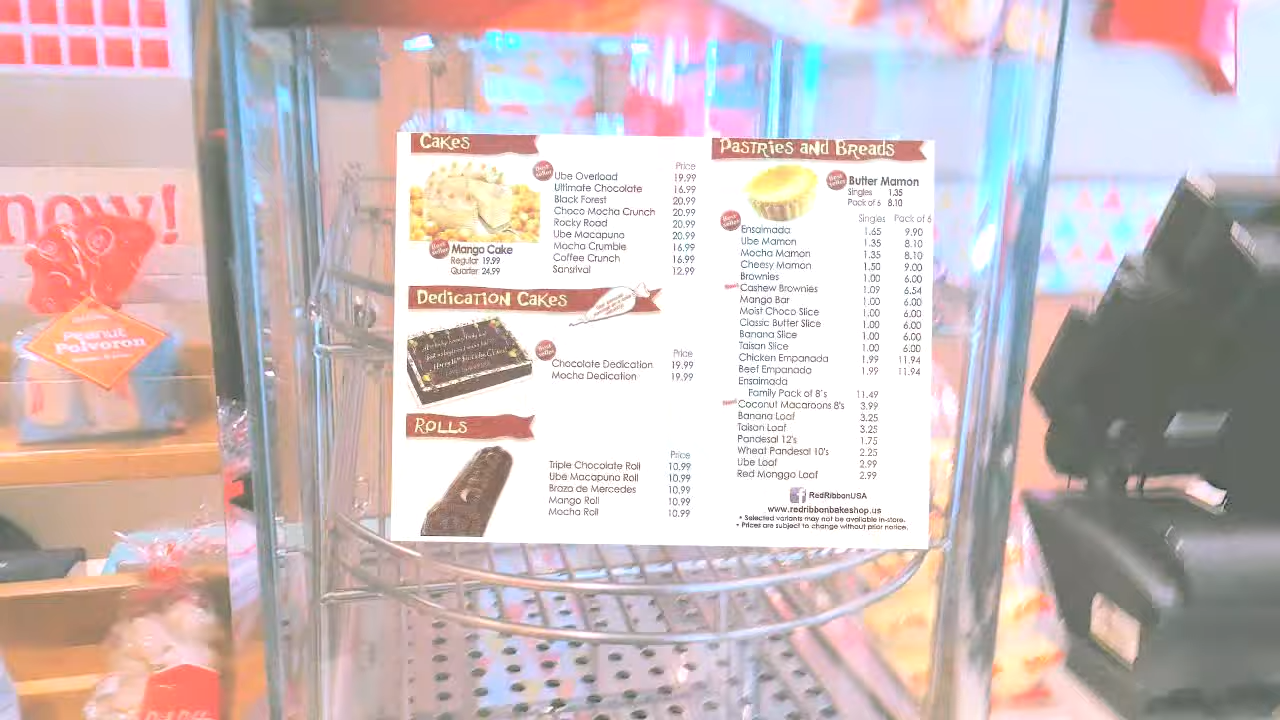 now!
Peanut
Polvoron
Cakes
Price
Best seller
Ube Overload 19.99
Ultimate Chocolate 16.99
Black Forest 20.99
Choco Mocha Crunch 20.99
Rocky Road 20.99
Ube Macapuno 20.99
Mocha Crumble 16.99
Coffee Crunch 16.99
Sansrival 12.99
Best seller
Mango Cake
Regular 19.99
Quarter 24.99
Dedication Cakes
Price
Best seller
Chocolate Dedication 19.99
Mocha Dedication 19.99
Rolls
Price
Triple Chocolate Roll 10.99
Ube Macapuno Roll 10.99
Brazo de Mercedes 10.99
Mango Roll 10.99
Mocha Roll 10.99
Pastries and Breads
Best seller
Butter Mamon
Singles 1.35
Pack of 6 8.10
Singles Pack of 6
Best seller
Ensaimada 1.65 9.90
Ube Mamon 1.35 8.10
Mocha Mamon 1.35 8.10
Cheesy Mamon 1.50 9.00
Brownies 1.00 6.00
Cashew Brownies 1.09 6.54
Mango Bar 1.00 6.00
Moist Choco Slice 1.00 6.00
Classic Butter Slice 1.00 6.00
Banana Slice 1.00 6.00
Taisan Slice 1.00 6.00
Chicken Empanada 1.99 11.94
Beef Empanada 1.99 11.94
Ensaimada
Family Pack of 8's 11.49
Coconut Macaroons 8's 3.99
Banana Loaf 3.25
Taisan Loaf 3.25
Pandesal 12's 1.75
Wheat Pandesal 10's 2.25
Ube Loaf 2.99
Red Monggo Loaf 2.99
RedRibbonUSA
www.redribbonbakeshop.us
* Selected variants may not be available in-store.
* Prices are subject to change without prior notice.